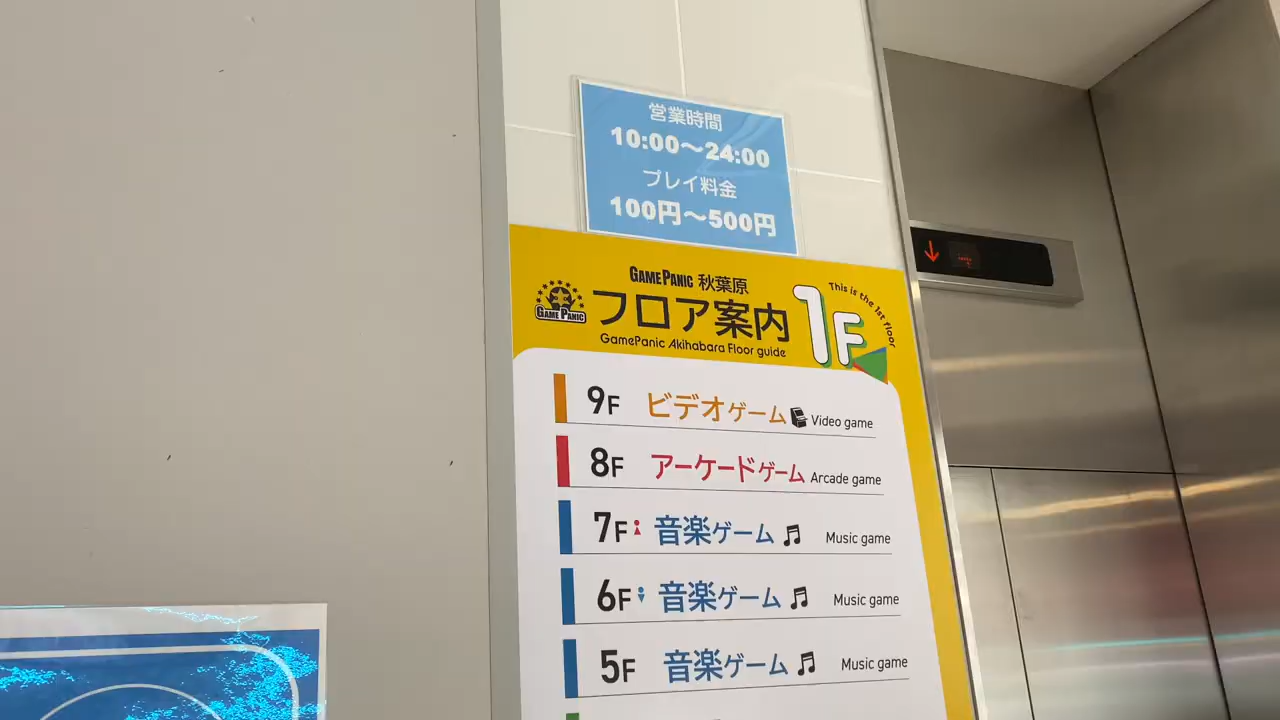 営業時間
10:00～24:00
プレイ料金
100円～500円
GAME PANIC 秋葉原
GAME PANIC
フロア案内
GamePanic Akihabara Floor guide
1F
This is the 1st floor
9F ビデオゲーム Video game
8F アーケードゲーム Arcade game
7F 音楽ゲーム Music game
6F 音楽ゲーム Music game
5F 音楽ゲーム Music game